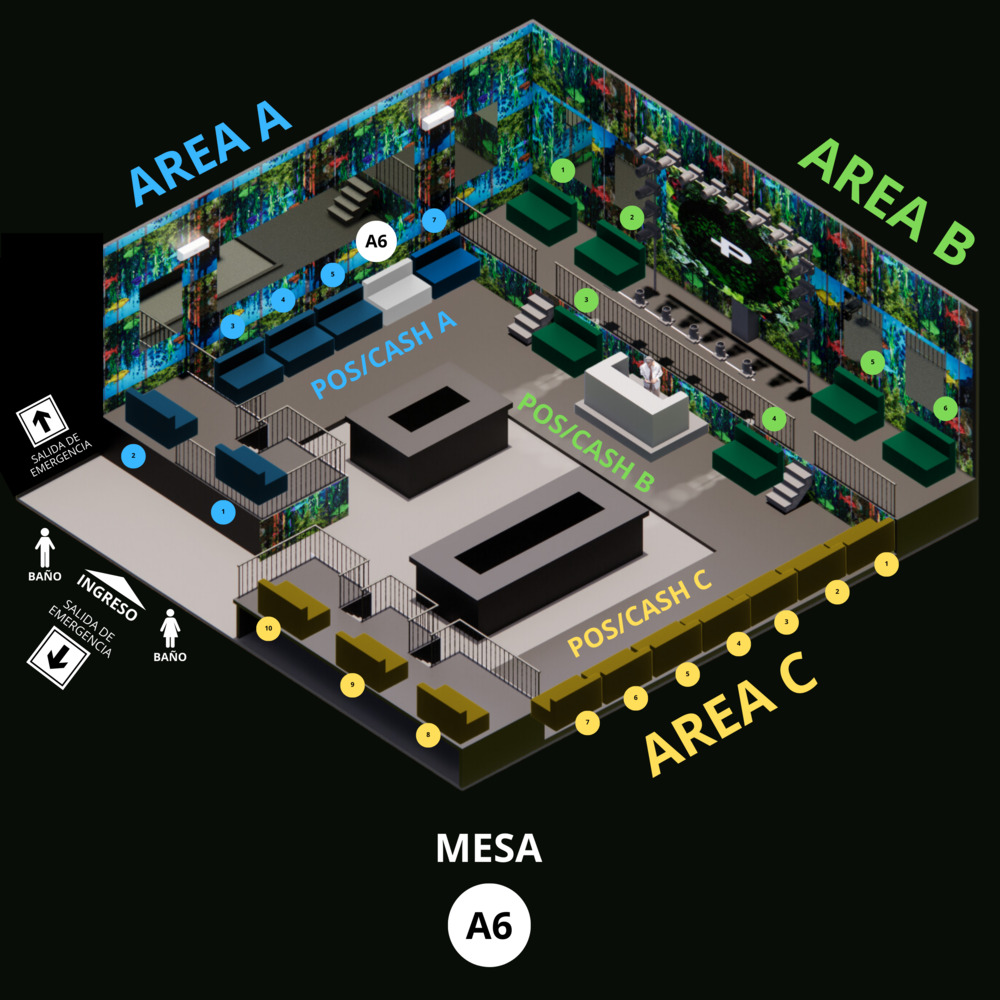 AREA A
AREA B
1
2
7
A6
5
4
3
3
POS/CASH A
5
6
4
POS/CASH B
SALIDA DE
EMERGENCIA
2
1
BAÑO
INGRESO
SALIDA DE
EMERGENCIA
BAÑO
POS/CASH C
1
2
3
4
5
6
7
10
9
8
AREA C
MESA
A6